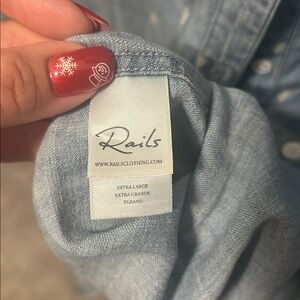 Rails
WWW.RAILSCLOTHING.COM
EXTRA LARGE
EXTRA GRANDE
TGRAND